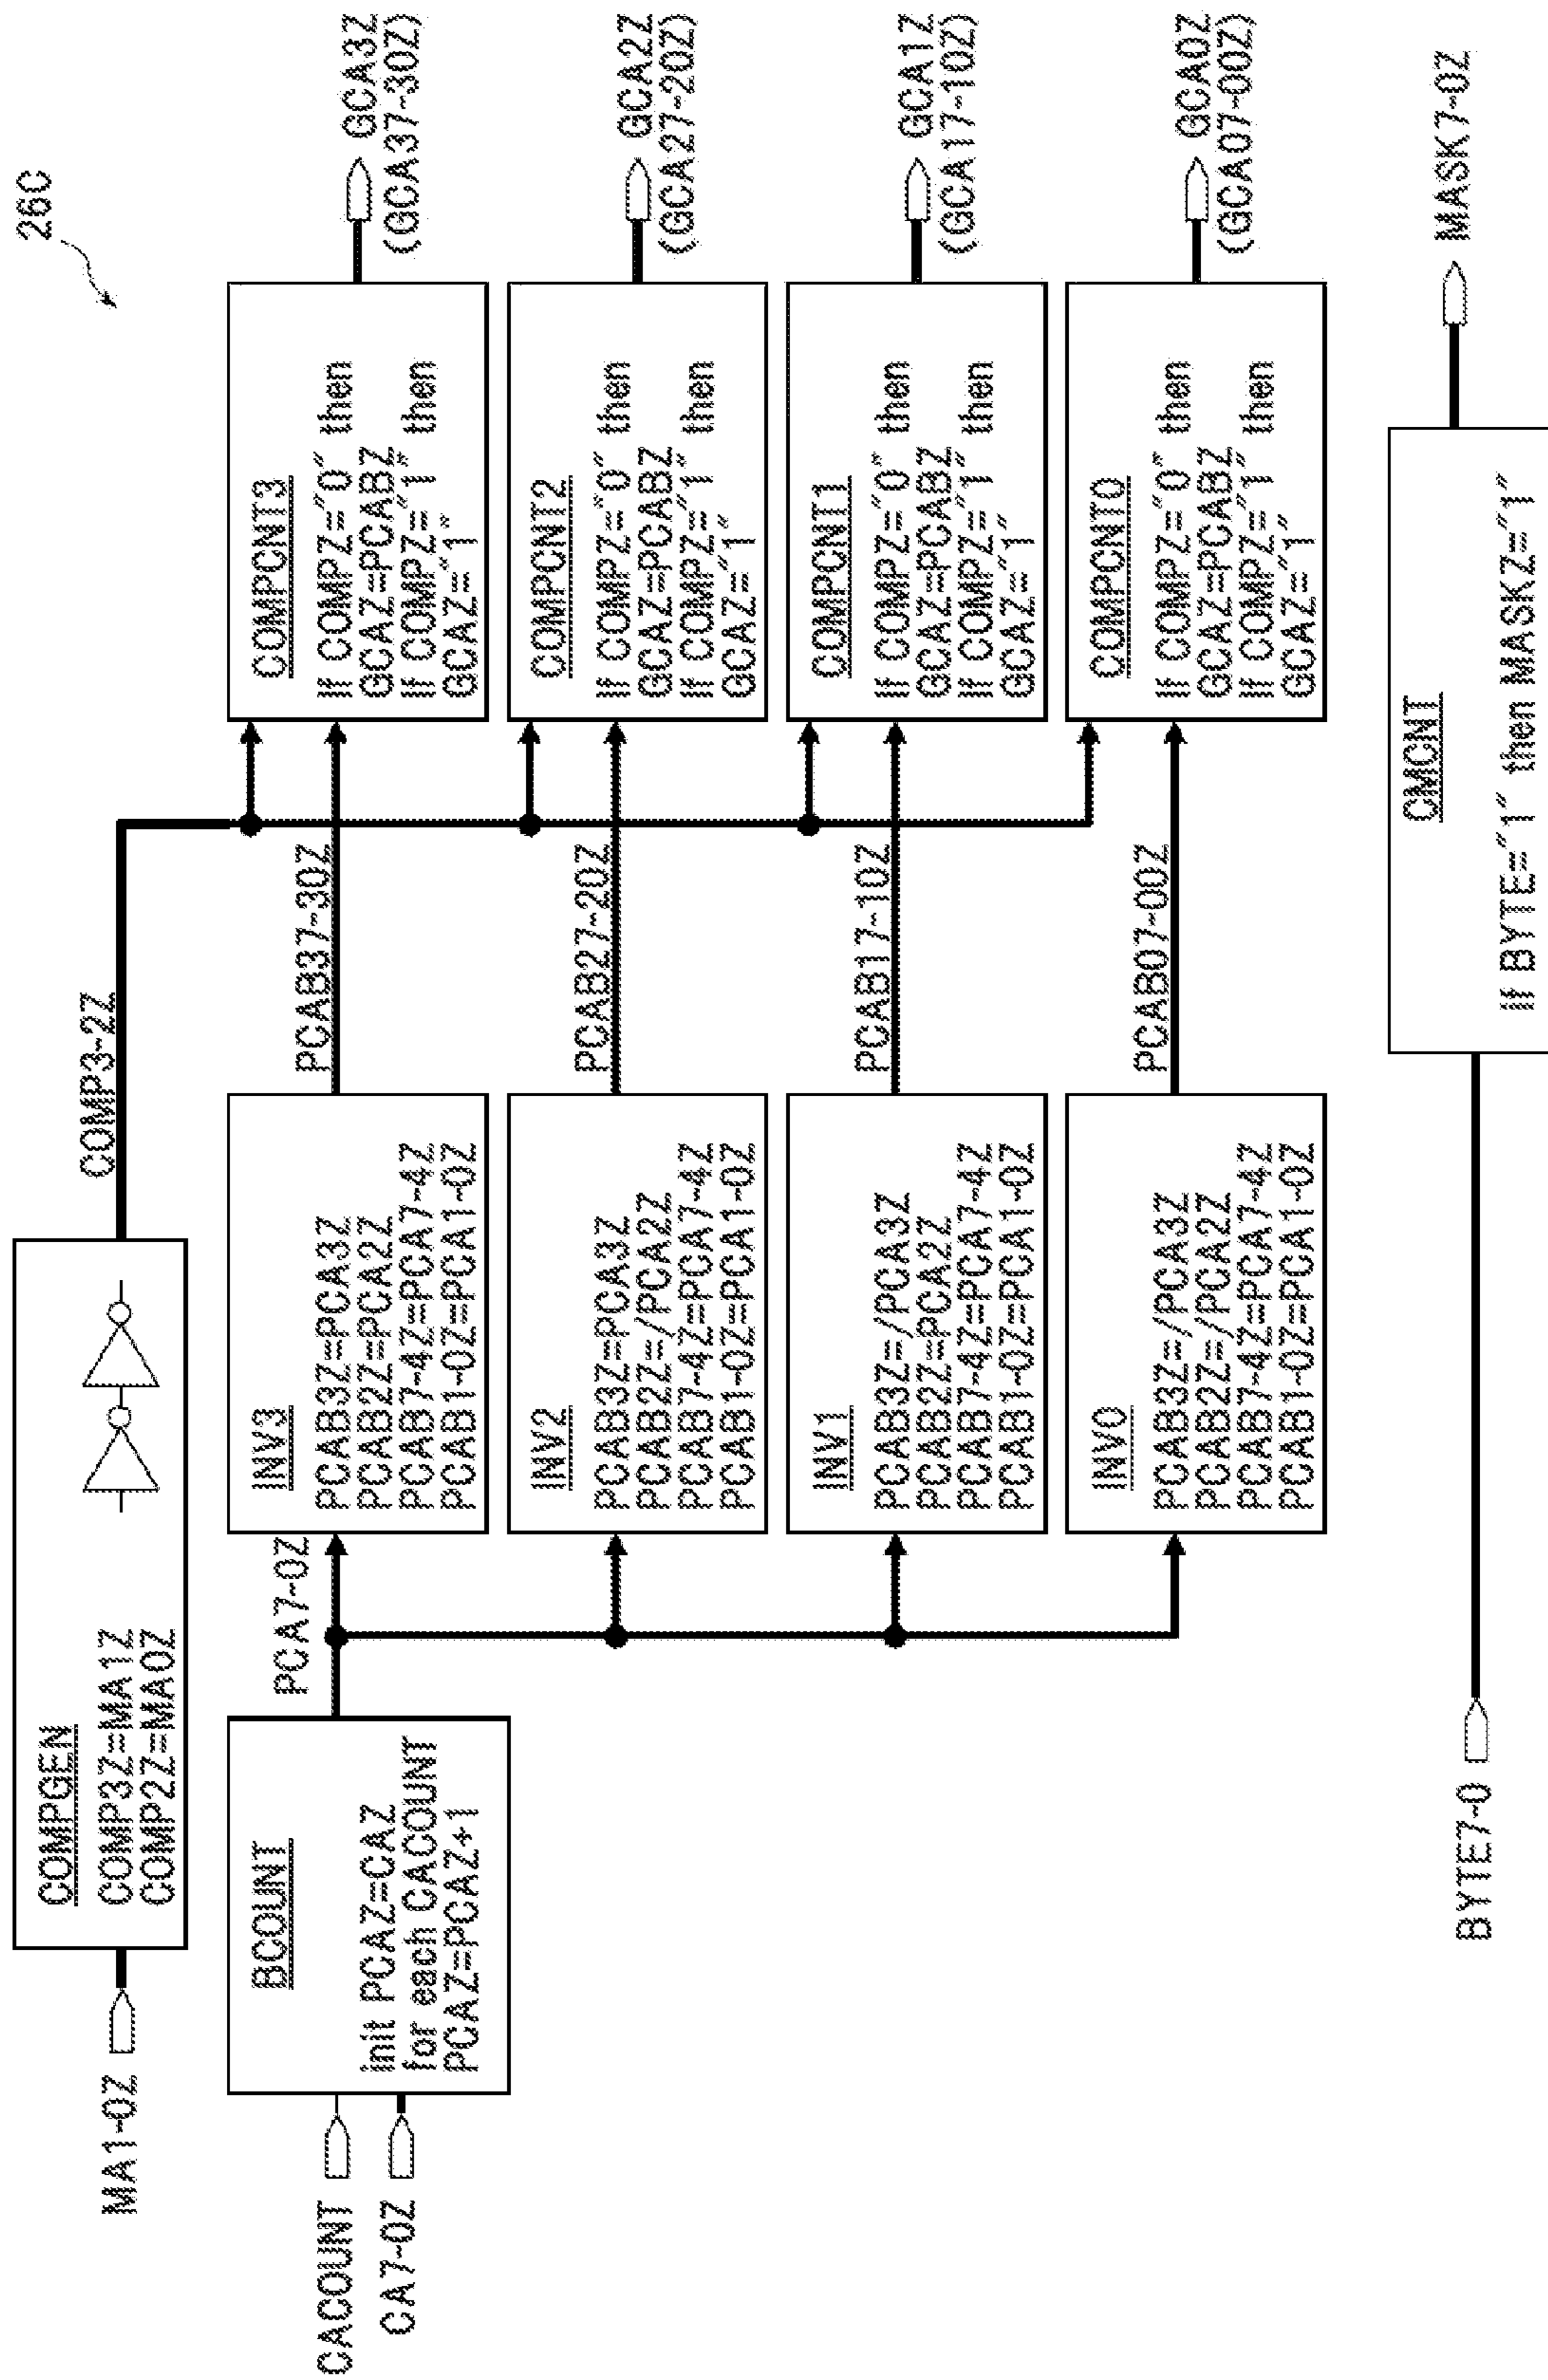 26C
MA1-0Z
COMPGEN
COMP3Z=MA1Z
COMP2Z=MA0Z
COMP3-2Z
CACOUNT
CA7-0Z
BCOUNT
init PCAZ=CAZ
for each CACOUNT
PCAZ=PCAZ+1
PCA7-0Z
INV3
PCAB3Z=PCA3Z
PCAB2Z=PCA2Z
PCAB7-4Z=PCA7-4Z
PCAB1-0Z=PCA1-0Z
PCAB37-30Z
COMPCNT3
If COMPZ="0" then
GCAZ=PCABZ
If COMPZ="1" then
GCAZ="1"
GCA3Z
(GCA37-30Z)
INV2
PCAB3Z=PCA3Z
PCAB2Z=/PCA2Z
PCAB7-4Z=PCA7-4Z
PCAB1-0Z=PCA1-0Z
PCAB27-20Z
COMPCNT2
If COMPZ="0" then
GCAZ=PCABZ
If COMPZ="1" then
GCAZ="1"
GCA2Z
(GCA27-20Z)
INV1
PCAB3Z=/PCA3Z
PCAB2Z=PCA2Z
PCAB7-4Z=PCA7-4Z
PCAB1-0Z=PCA1-0Z
PCAB17-10Z
COMPCNT1
If COMPZ="0" then
GCAZ=PCABZ
If COMPZ="1" then
GCAZ="1"
GCA1Z
(GCA17-10Z)
INV0
PCAB3Z=/PCA3Z
PCAB2Z=/PCA2Z
PCAB7-4Z=PCA7-4Z
PCAB1-0Z=PCA1-0Z
PCAB07-00Z
COMPCNT0
If COMPZ="0" then
GCAZ=PCABZ
If COMPZ="1" then
GCAZ="1"
GCA0Z
(GCA07-00Z)
BYTE7-0
CMCNT
If BYTE="1" then MASKZ="1"
MASK7-0Z